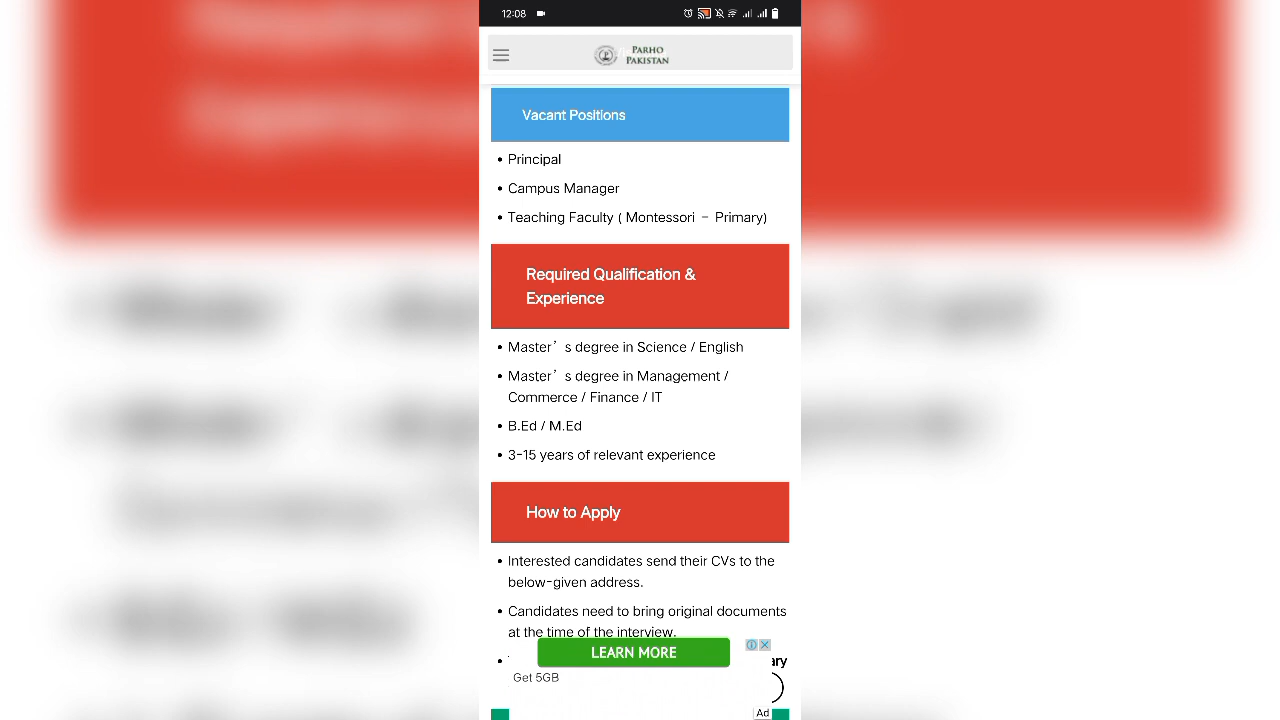 12:08
PARHO
PAKISTAN
Vacant Positions
• Principal
• Campus Manager
• Teaching Faculty ( Montessori – Primary)
Required Qualification &
Experience
• Master’s degree in Science / English
• Master’s degree in Management /
Commerce / Finance / IT
• B.Ed / M.Ed
• 3-15 years of relevant experience
How to Apply
• Interested candidates send their CVs to the
below-given address.
• Candidates need to bring original documents
at the time of the interview.
LEARN MORE
Get 5GB
Ad